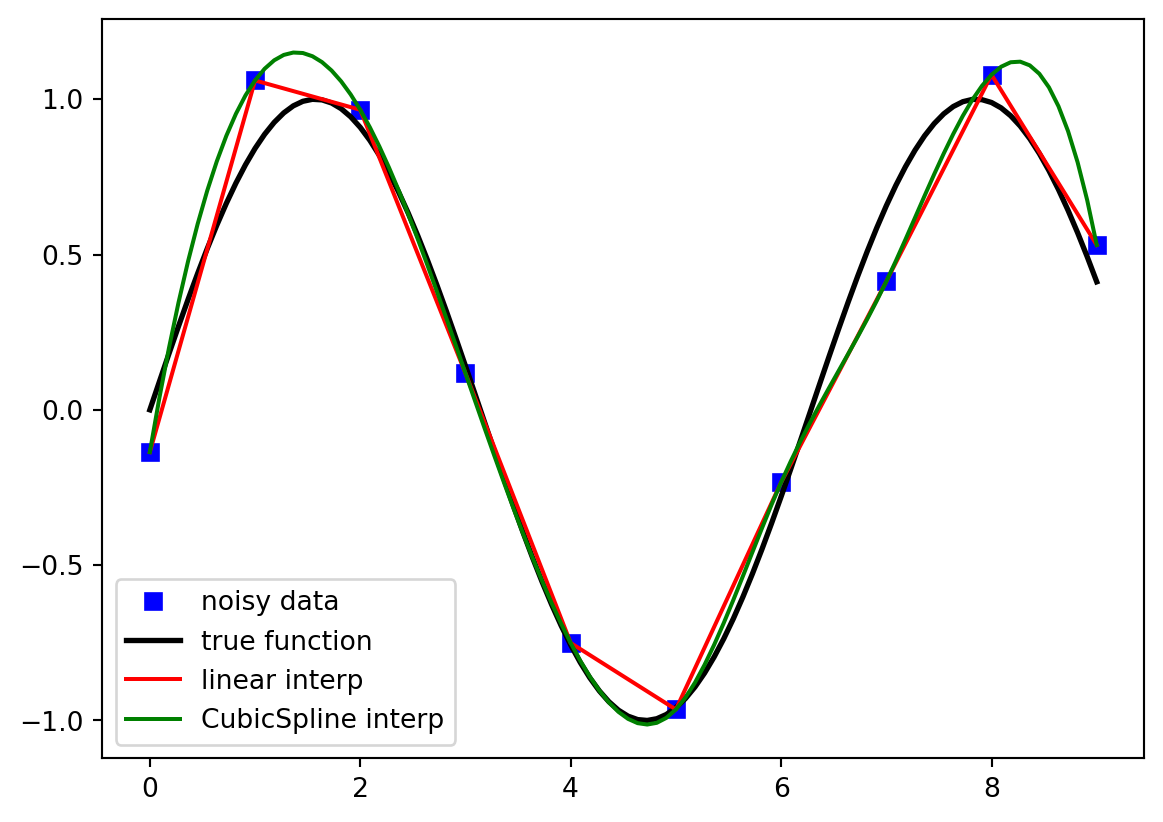 1.0
0.5
0.0
−0.5
−1.0
noisy data
true function
linear interp
CubicSpline interp
0 2 4 6 8